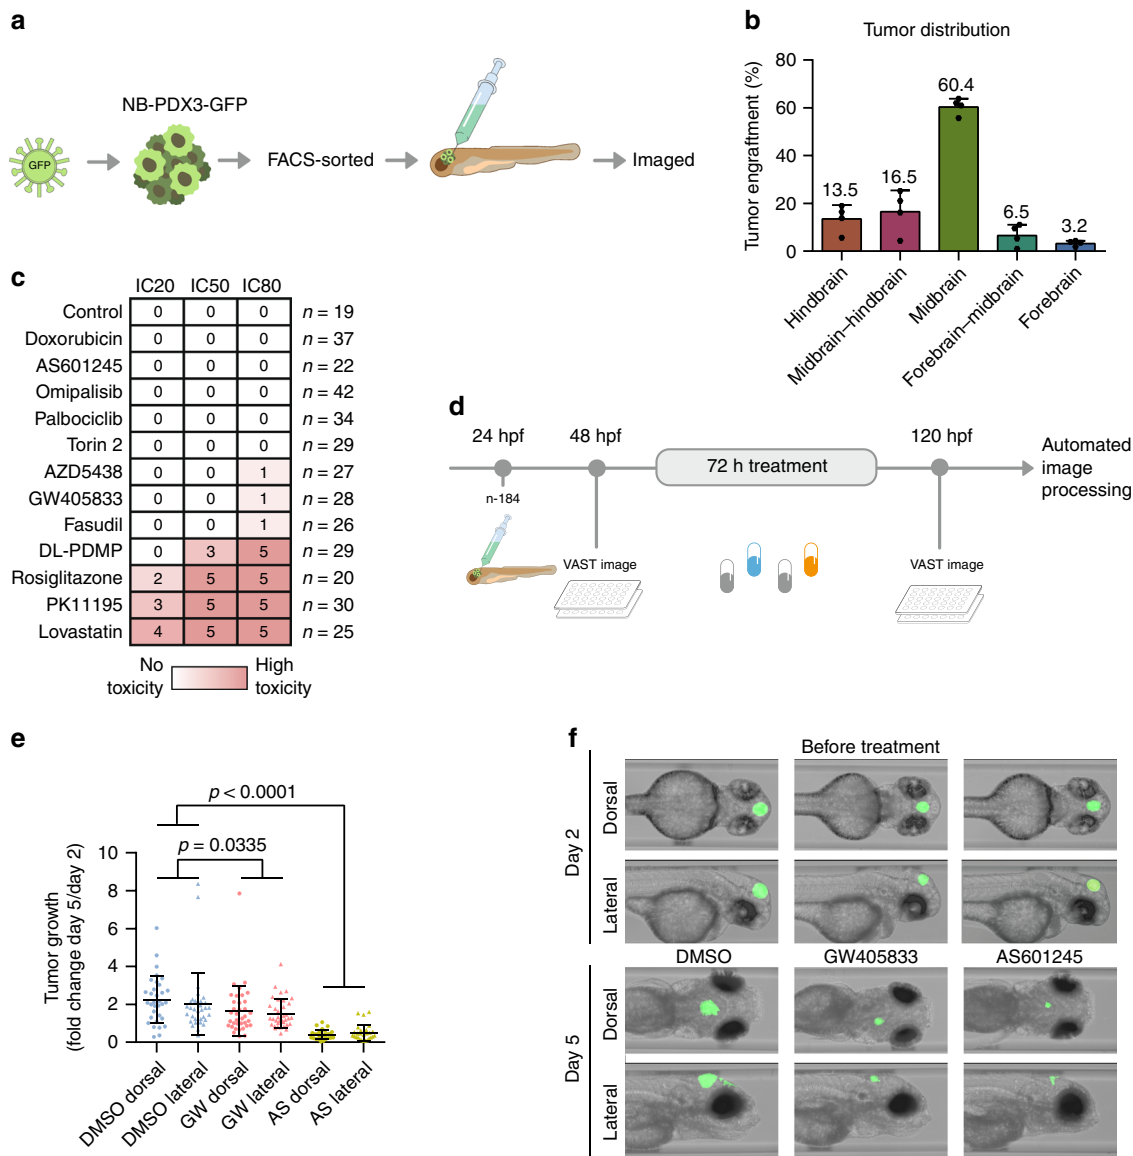 a
NB-PDX3-GFP
GFP
FACS-sorted
Imaged
b
Tumor distribution
Tumor engraftment (%)
80
60
40
20
0
13.5
16.5
60.4
6.5
3.2
Hindbrain
Midbrain–hindbrain
Midbrain
Forebrain–midbrain
Forebrain
c
IC20 IC50 IC80
Control 0 0 0 n = 19
Doxorubicin 0 0 0 n = 37
AS601245 0 0 0 n = 22
Omipalisib 0 0 0 n = 42
Palbociclib 0 0 0 n = 34
Torin 2 0 0 0 n = 29
AZD5438 0 0 1 n = 27
GW405833 0 0 1 n = 28
Fasudil 0 0 1 n = 26
DL-PDMP 0 3 5 n = 29
Rosiglitazone 2 5 5 n = 20
PK11195 3 5 5 n = 30
Lovastatin 4 5 5 n = 25
No toxicity
High toxicity
d
24 hpf
48 hpf
72 h treatment
120 hpf
Automated
image
processing
n-184
VAST image
VAST image
e
p < 0.0001
p = 0.0335
Tumor growth
(fold change day 5/day 2)
10
8
6
4
2
0
DMSO dorsal
DMSO lateral
GW dorsal
GW lateral
AS dorsal
AS lateral
f
Before treatment
Day 2
Dorsal
Lateral
DMSO
GW405833
AS601245
Day 5
Dorsal
Lateral